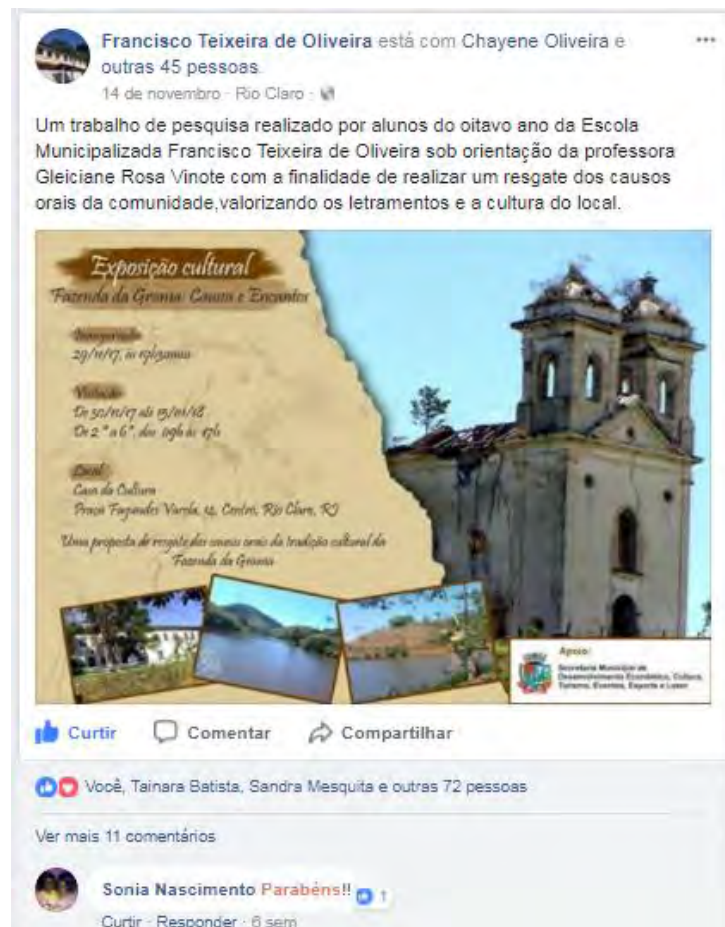 Francisco Teixeira de Oliveira está com Chayene Oliveira e
outras 45 pessoas.
14 de novembro · Rio Claro ·
Um trabalho de pesquisa realizado por alunos do oitavo ano da Escola
Municipalizada Francisco Teixeira de Oliveira sob orientação da professora
Gleiciane Rosa Vinote com a finalidade de realizar um resgate dos causos
orais da comunidade,valorizando os letramentos e a cultura do local.
Exposição cultural
Fazenda da Grama: Causos e Encantos
29/11/17, às
Visitação
De 30/11/17 até 15/01/18
De 2ª a 6ª, das 09h às 17h
Local
Casa da Cultura
Praça Fagundes Varela, Centro, Rio Claro, RJ
Uma proposta de resgate dos causos orais da tradição cultural da
Fazenda da Grama
Apoio:
Secretaria Municipal de
Desenvolvimento Econômico, Cultura,
Turismo, Eventos, Esporte e Lazer
Curtir Comentar Compartilhar
Você, Tainara Batista, Sandra Mesquita e outras 72 pessoas
Ver mais 11 comentários
Sonia Nascimento Parabéns!! 1
Curtir · Responder · 6 sem